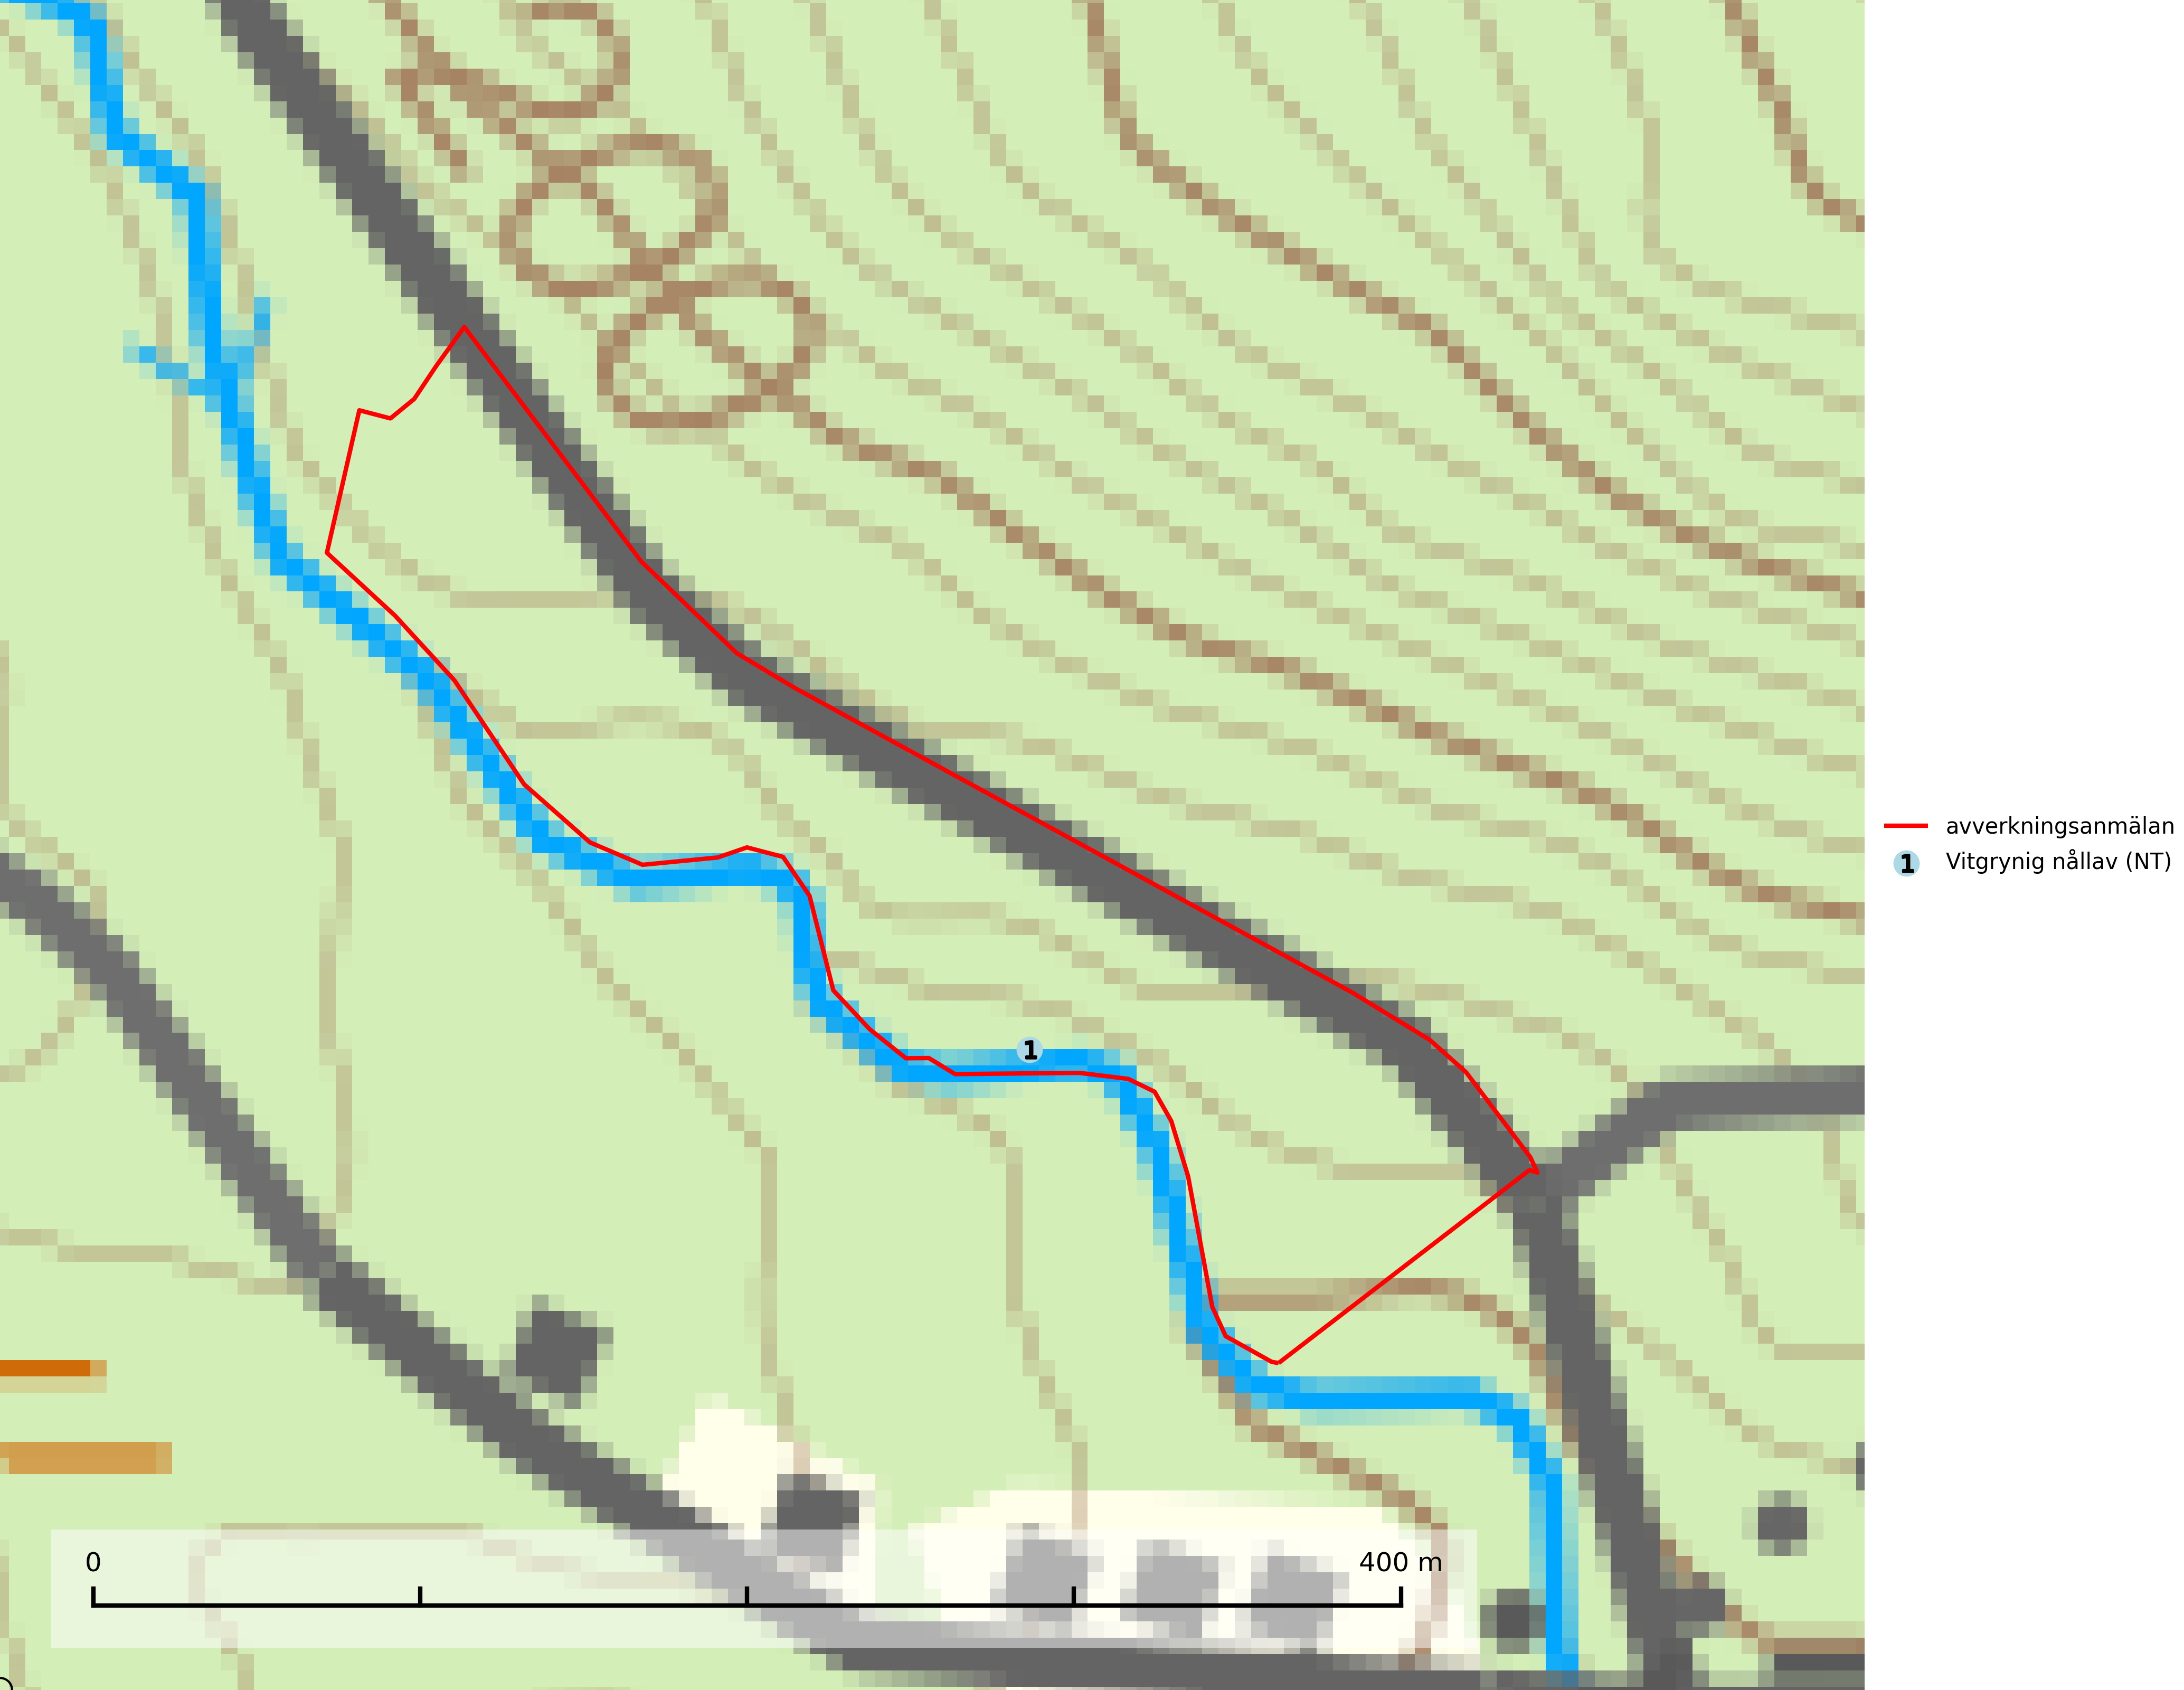 1
avverkningsanmälan
1 Vitgrynig nållav (NT)
0 400 m